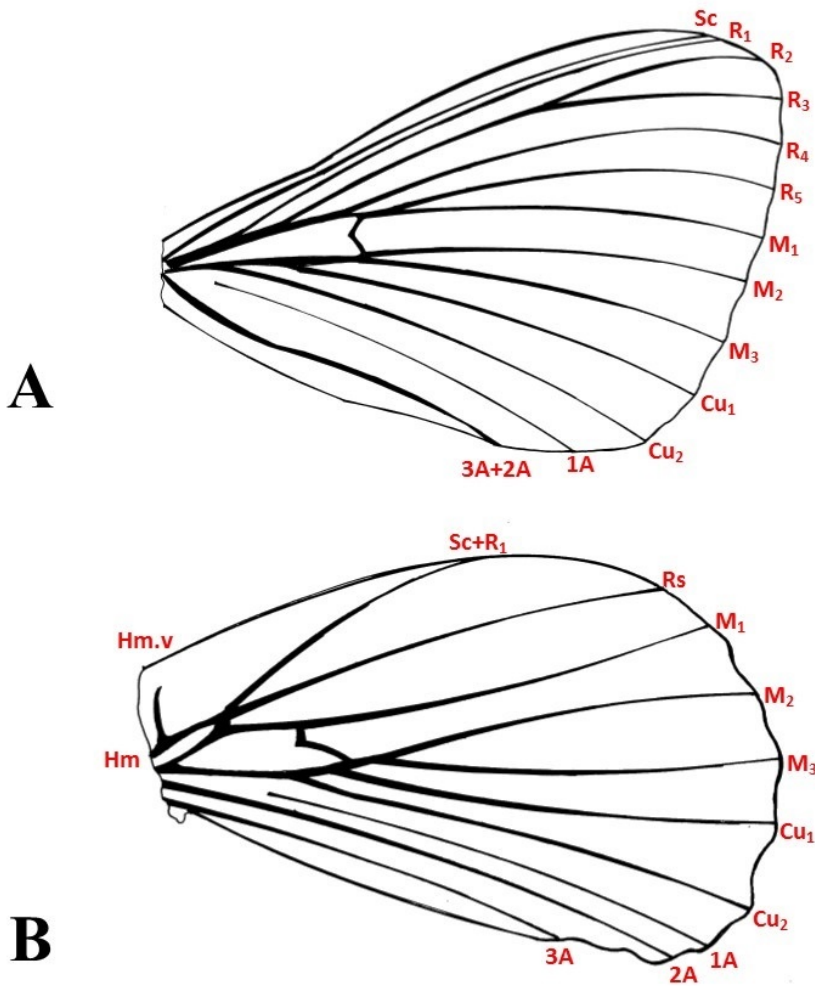 Sc
R₁
R₂
R₃
R₄
R₅
M₁
M₂
M₃
A
Cu₁
Cu₂
3A+2A
1A
Sc+R₁
Rs
M₁
Hm.v
M₂
Hm
M₃
Cu₁
Cu₂
B
3A
1A
2A